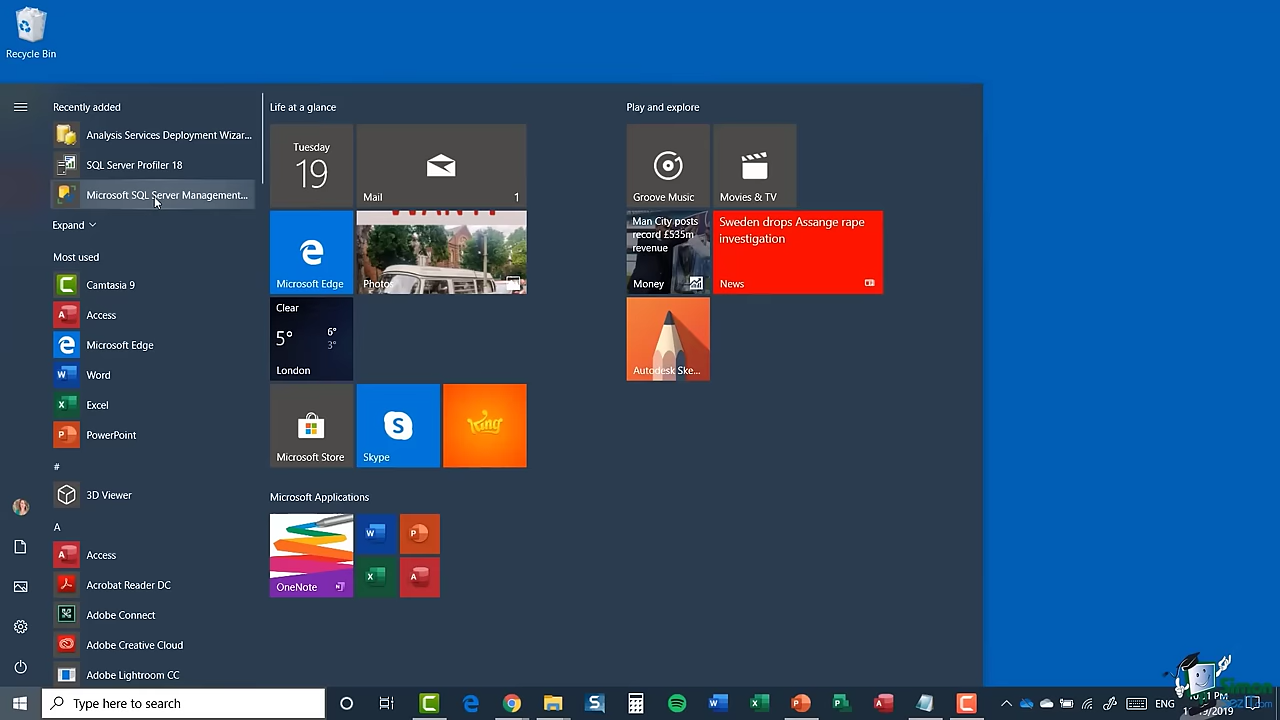 Recycle Bin
Recently added
Analysis Services Deployment Wizar...
SQL Server Profiler 18
Microsoft SQL Server Management...
Expand
Most used
Camtasia 9
Access
Microsoft Edge
Word
Excel
PowerPoint
#
3D Viewer
A
Access
Acrobat Reader DC
Adobe Connect
Adobe Creative Cloud
Adobe Lightroom CC
Life at a glance
Tuesday
19
Mail
1
Microsoft Edge
Photos
Clear
5°
6°
3°
London
Microsoft Store
Skype
King
Microsoft Applications
OneNote
Play and explore
Groove Music
Movies & TV
Man City posts
record £535m
revenue
Money
Sweden drops Assange rape
investigation
News
Autodesk Ske...
Type here to search
ENG